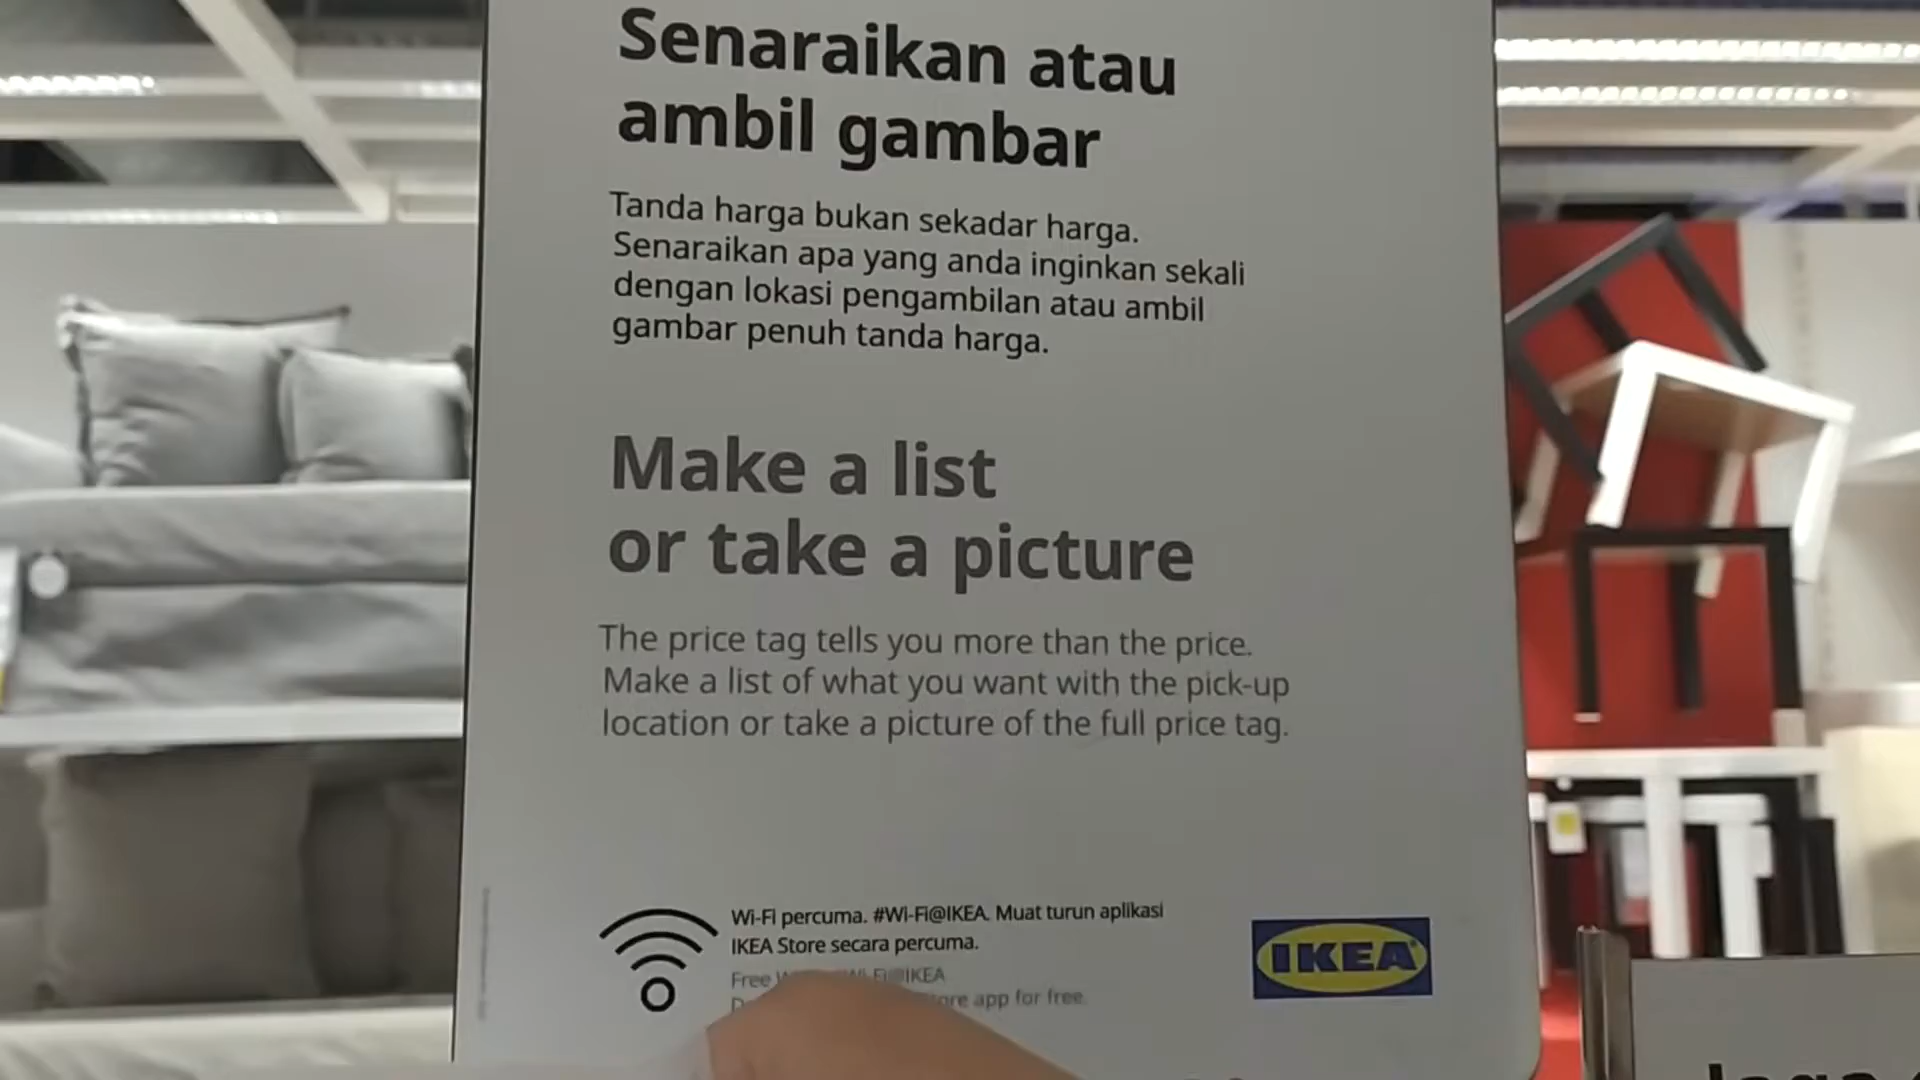 Senaraikan atau
ambil gambar
Tanda harga bukan sekadar harga.
Senaraikan apa yang anda inginkan sekali
dengan lokasi pengambilan atau ambil
gambar penuh tanda harga.
Make a list
or take a picture
The price tag tells you more than the price.
Make a list of what you want with the pick-up
location or take a picture of the full price tag.
Wi-Fi percuma. #Wi-Fi@IKEA. Muat turun aplikasi
IKEA Store secara percuma.
Free Wi-Fi@IKEA
app for free.
IKEA